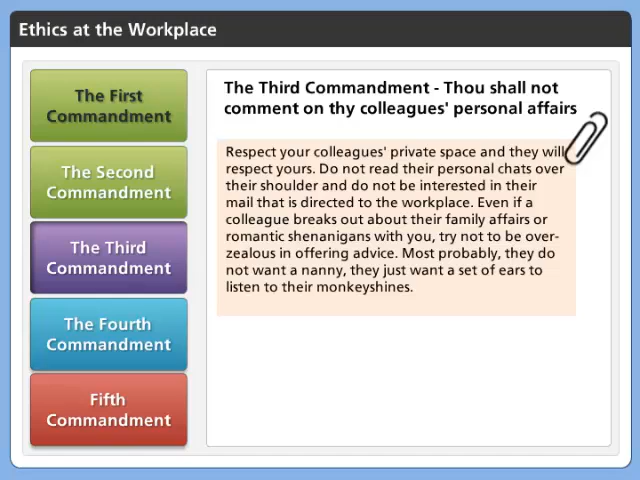 Ethics at the Workplace
The First
Commandment
The Second
Commandment
The Third
Commandment
The Fourth
Commandment
Fifth
Commandment
The Third Commandment - Thou shall not
comment on thy colleagues' personal affairs
Respect your colleagues' private space and they will
respect yours. Do not read their personal chats over
their shoulder and do not be interested in their
mail that is directed to the workplace. Even if a
colleague breaks out about their family affairs or
romantic shenanigans with you, try not to be over-
zealous in offering advice. Most probably, they do
not want a nanny, they just want a set of ears to
listen to their monkeyshines.